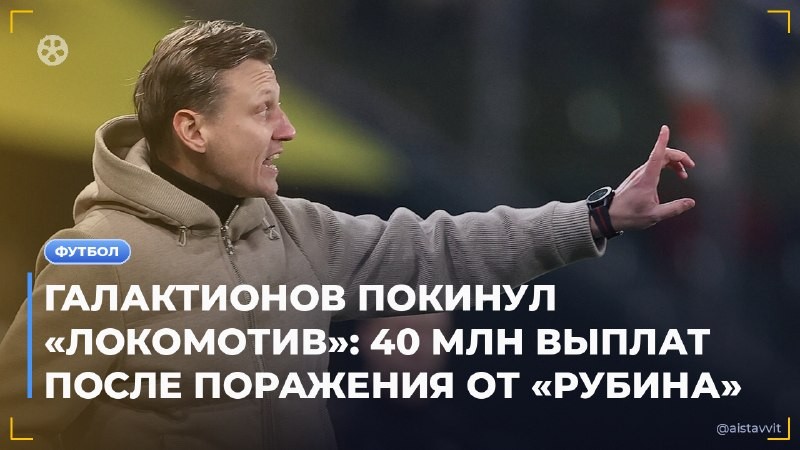 ФУТБОЛ
ГАЛАКТИОНОВ ПОКИНУЛ
«ЛОКОМОТИВ»: 40 МЛН ВЫПЛАТ
ПОСЛЕ ПОРАЖЕНИЯ ОТ «РУБИНА»
@aistavvit